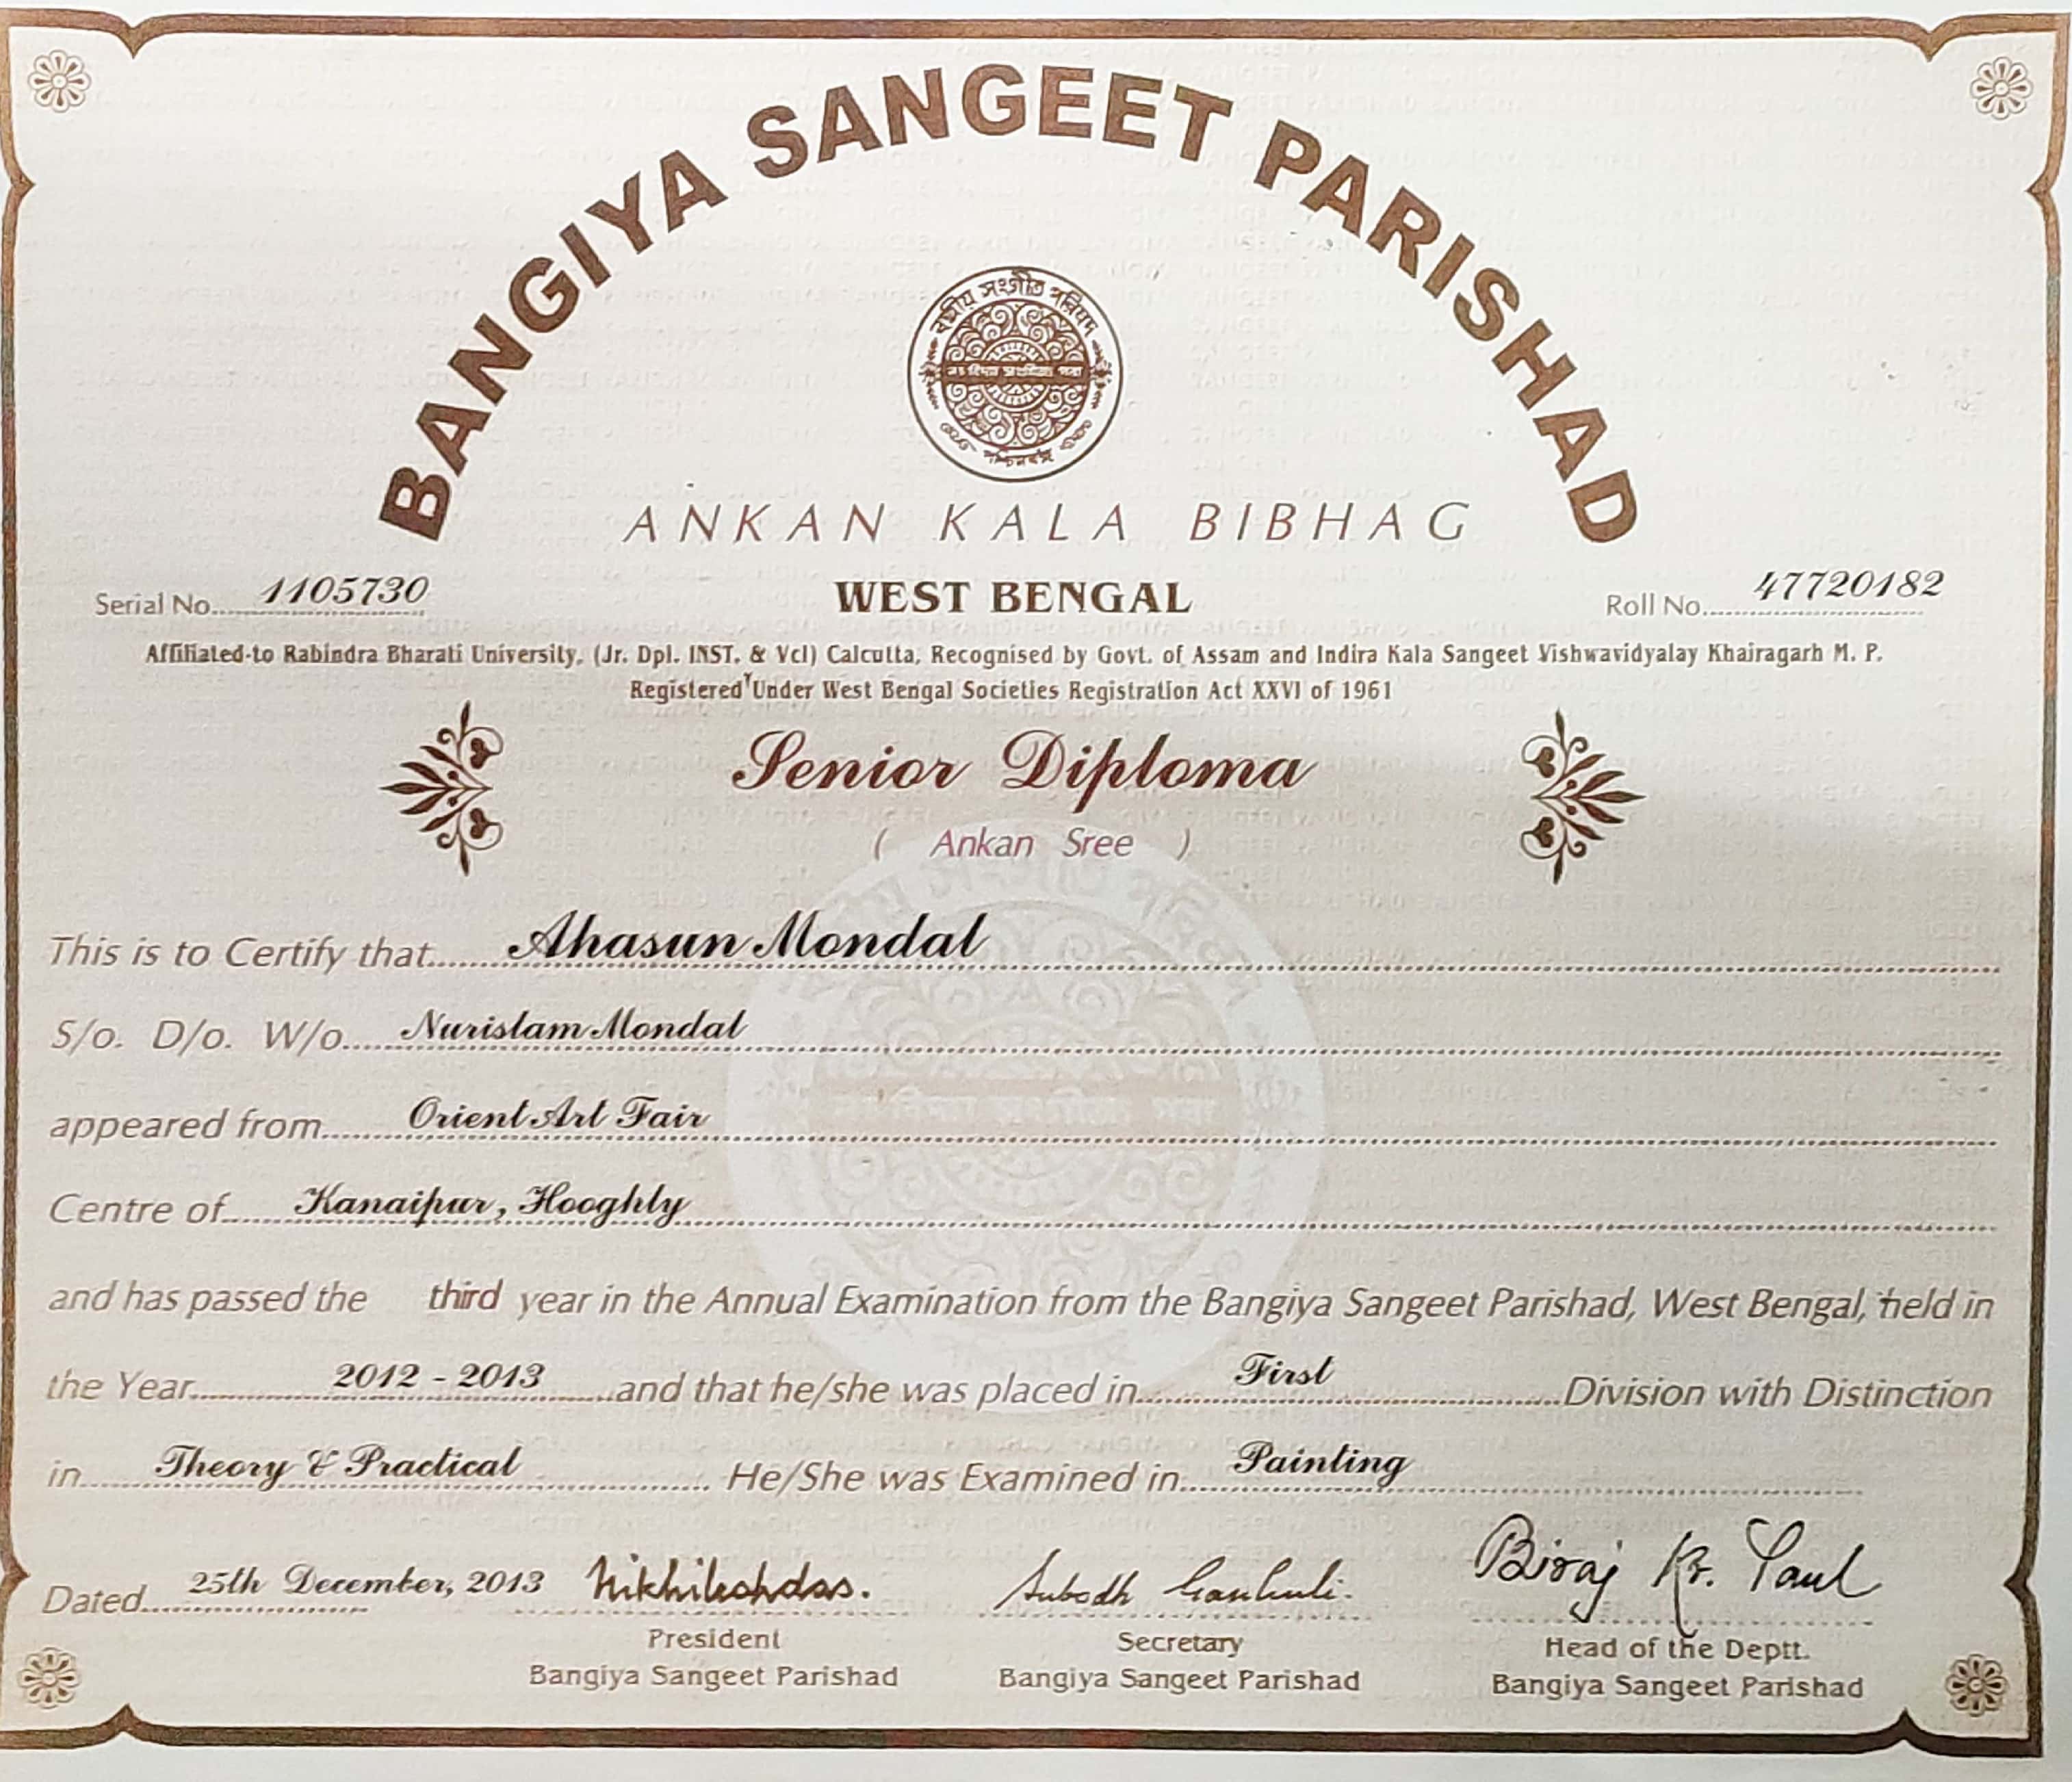 BANGIYA SANGEET PARISHAD
বঙ্গীয় সংগীত পরিষদ
পশ্চিমবঙ্গ
ANKAN KALA BIBHAG
Serial No. 1105730
WEST BENGAL
Roll No. 47720182
Affiliated-to Rabindra Bharati University, (Jr. Dpl. INST. & Vcl) Calcutta, Recognised by Govt. of Assam and Indira Kala Sangeet Vishwavidyalay Khairagarh M. P.
Registered Under West Bengal Societies Registration Act XXVI of 1961
Senior Diploma
( Ankan Sree )
This is to Certify that Ahasun Mondal
S/o. D/o. W/o. Nurislam Mondal
appeared from Orient Art Fair
Centre of Kanaipur, Hooghly
and has passed the third year in the Annual Examination from the Bangiya Sangeet Parishad, West Bengal, held in
the Year 2012 - 2013 and that he/she was placed in First Division with Distinction
in Theory & Practical He/She was Examined in Painting
Dated 25th December, 2013
Biraj Kr. Paul
President
Bangiya Sangeet Parishad
Secretary
Bangiya Sangeet Parishad
Head of the Deptt.
Bangiya Sangeet Parishad